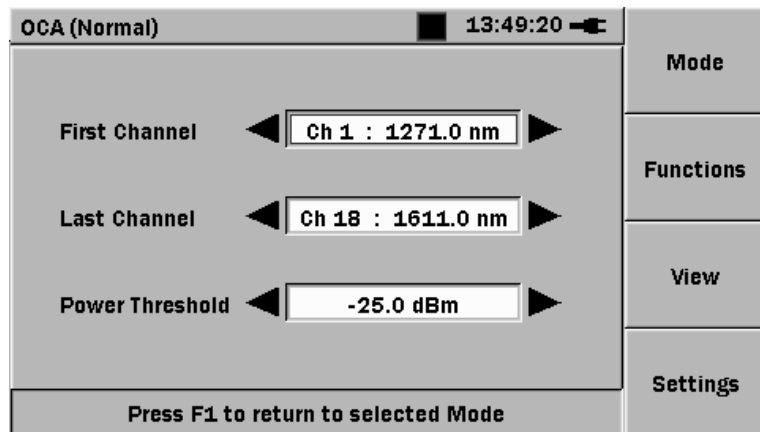 OCA (Normal) 13:49:20
Mode
First Channel Ch 1 : 1271.0 nm
Functions
Last Channel Ch 18 : 1611.0 nm
View
Power Threshold -25.0 dBm
Settings
Press F1 to return to selected Mode